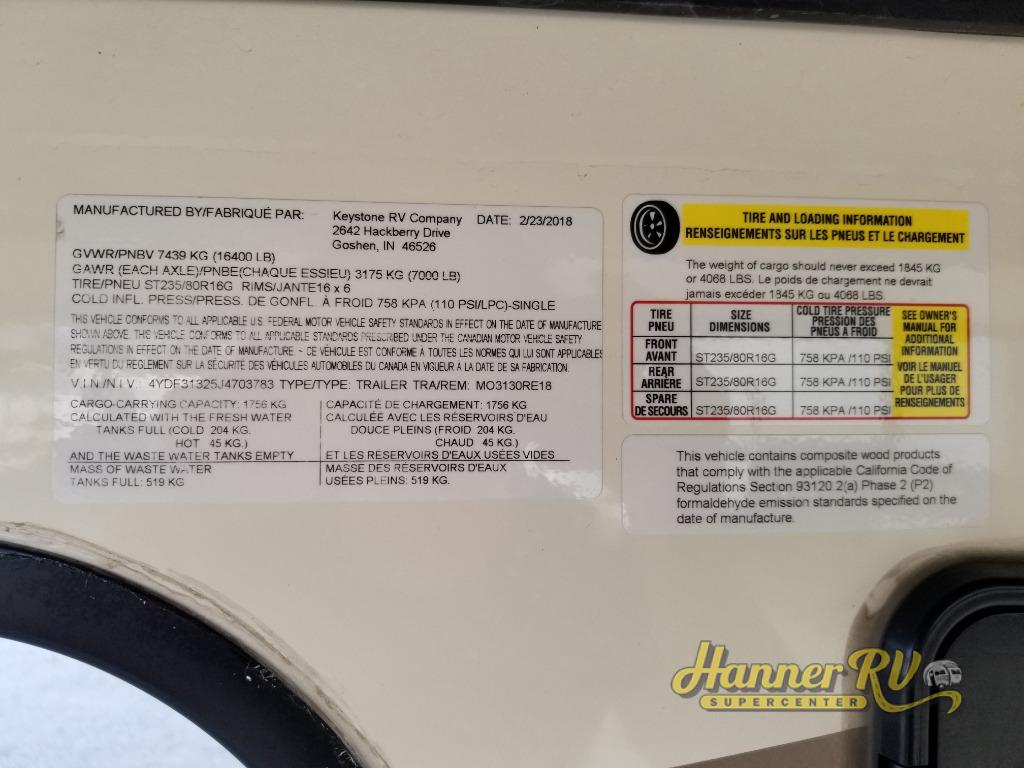 MANUFACTURED BY/FABRIQUÉ PAR: Keystone RV Company DATE: 2/23/2018
2642 Hackberry Drive
Goshen, IN 46526
GVWR/PNBV 7439 KG (16400 LB)
GAWR (EACH AXLE)/PNBE(CHAQUE ESSIEU) 3175 KG (7000 LB)
TIRE/PNEU ST235/80R16G RIMS/JANTE16 x 6
COLD INFL. PRESS/PRESS. DE GONFL. À FROID 758 KPA (110 PSI/LPC)-SINGLE
THIS VEHICLE CONFORMS TO ALL APPLICABLE U.S. FEDERAL MOTOR VEHICLE SAFETY STANDARDS IN EFFECT ON THE DATE OF MANUFACTURE
SHOWN ABOVE. THIS VEHICLE CONFORMS TO ALL APPLICABLE STANDARDS PRESCRIBED UNDER THE CANADIAN MOTOR VEHICLE SAFETY
REGULATIONS IN EFFECT ON THE DATE OF MANUFACTURE. ~ CE VÉHICULE EST CONFORME À TOUTES LES NORMES QUI LUI SONT APPLICABLES
EN VERTU DU RÈGLEMENT SUR LA SÉCURITÉ DES VÉHICULES AUTOMOBILES DU CANADA EN VIGUEUR À LA DATE DE SA FABRICATION.
V.I.N./N.I.V.: 4YDF31325J4703783 TYPE/TYPE: TRAILER TRA/REM: MO3130RE18
CARGO-CARRYING CAPACITY: 1756 KG
CALCULATED WITH THE FRESH WATER
TANKS FULL (COLD 204 KG.
HOT 45 KG.)
AND THE WASTE WATER TANKS EMPTY
MASS OF WASTE WATER
TANKS FULL: 519 KG
CAPACITÉ DE CHARGEMENT: 1756 KG
CALCULÉE AVEC LES RÉSERVOIRS D'EAU
DOUCE PLEINS (FROID 204 KG.
CHAUD 45 KG.)
ET LES RÉSERVOIRS D'EAUX USÉES VIDES
MASSE DES RÉSERVOIRS D'EAUX
USÉES PLEINS: 519 KG.
TIRE AND LOADING INFORMATION
RENSEIGNEMENTS SUR LES PNEUS ET LE CHARGEMENT
The weight of cargo should never exceed 1845 KG
or 4068 LBS. Le poids de chargement ne devrait
jamais excéder 1845 KG ou 4068 LBS.
TIRE
PNEU
SIZE
DIMENSIONS
COLD TIRE PRESSURE
PRESSION DES
PNEUS A FROID
FRONT
AVANT ST235/80R16G 758 KPA /110 PSI
REAR
ARRIÈRE ST235/80R16G 758 KPA /110 PSI
SPARE
DE SECOURS ST235/80R16G 758 KPA /110 PSI
SEE OWNER'S
MANUAL FOR
ADDITIONAL
INFORMATION
VOIR LE MANUEL
DE L'USAGER
POUR PLUS DE
RENSEIGNEMENTS
This vehicle contains composite wood products
that comply with the applicable California Code of
Regulations Section 93120 2(a) Phase 2 (P2)
formaldehyde emission standards specified on the
date of manufacture.
Hanner RV
SUPERCENTER